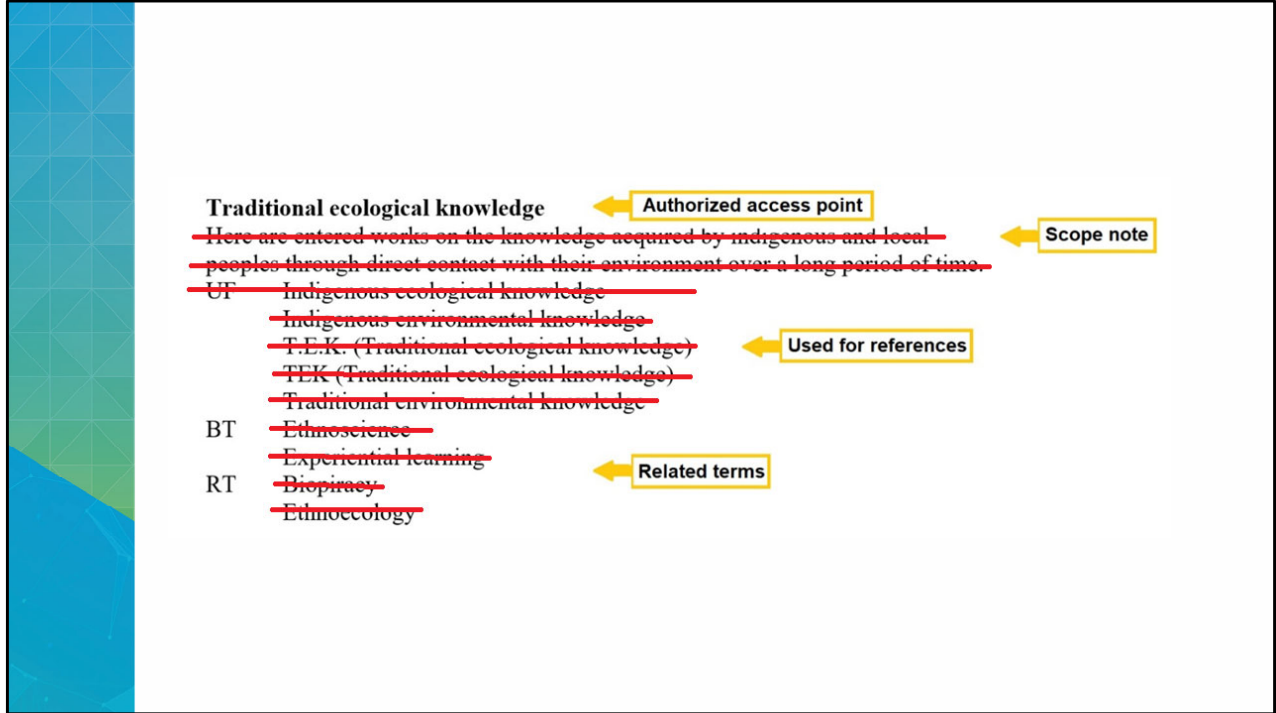 Traditional ecological knowledge Authorized access point
Here are entered works on the knowledge acquired by indigenous and local Scope note
peoples through direct contact with their environment over a long period of time.
UF Indigenous ecological knowledge
Indigenous environmental knowledge
T.E.K. (Traditional ecological knowledge) Used for references
TEK (Traditional ecological knowledge)
Traditional environmental knowledge
BT Ethnoscience
Experiential learning
Related terms
RT Biopiracy
Ethnoecology